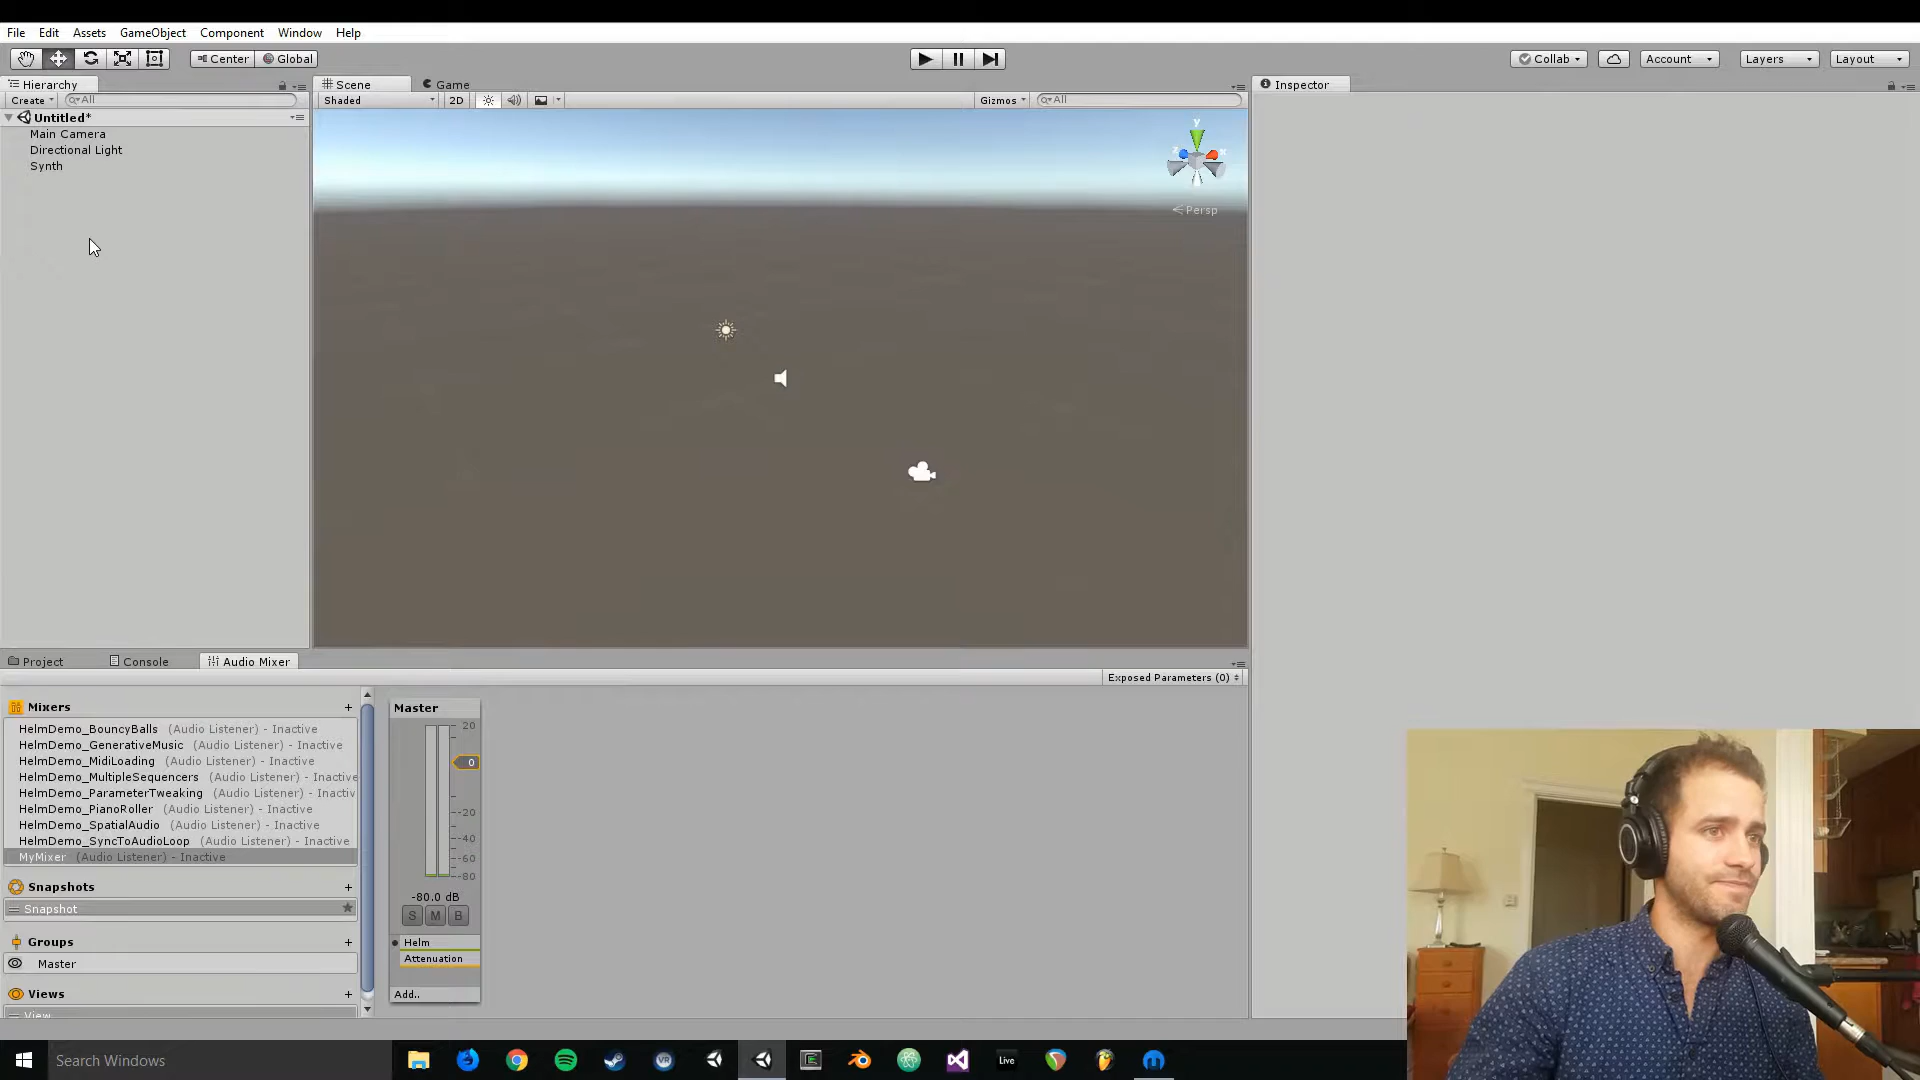 File Edit Assets GameObject Component Window Help
Center Global Collab Account Layers Layout
Hierarchy Scene Game Inspector
Create All Shaded 2D Gizmos All
Untitled*
Main Camera
Directional Light
Synth
y
z x
Persp
Project Console Audio Mixer
Exposed Parameters (0)
Mixers +
HelmDemo_BouncyBalls (Audio Listener) - Inactive
HelmDemo_GenerativeMusic (Audio Listener) - Inactive
HelmDemo_MidiLoading (Audio Listener) - Inactive
HelmDemo_MultipleSequencers (Audio Listener) - Inactive
HelmDemo_ParameterTweaking (Audio Listener) - Inactiv
HelmDemo_PianoRoller (Audio Listener) - Inactive
HelmDemo_SpatialAudio (Audio Listener) - Inactive
HelmDemo_SyncToAudioLoop (Audio Listener) - Inactive
MyMixer (Audio Listener) - Inactive
Snapshots +
Snapshot
Groups +
Master
Views +
View
Master
20
0
-20
-40
-60
-80
-80.0 dB
S M B
Helm
Attenuation
Add..
Search Windows
VR
Live